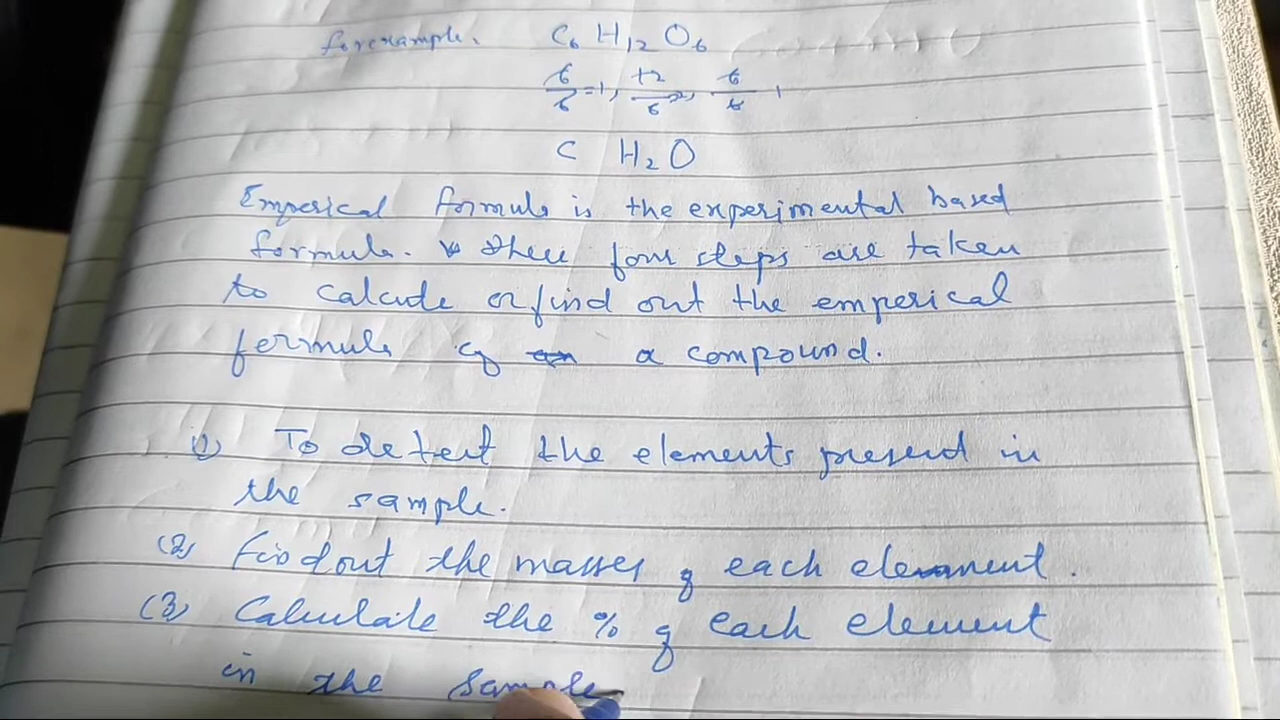 for example. C6 H12 O6
6/6 =1, 12/6 =2, 6/6 1
C H2O
Emperical formula is the experimental based
formula. these four steps are taken
to calcule or find out the emperical
formula of a compound.
(1) To detect the elements present in
the sample.
(2) Find out the masses of each element.
(3) Calculate the % of each element
in the sample